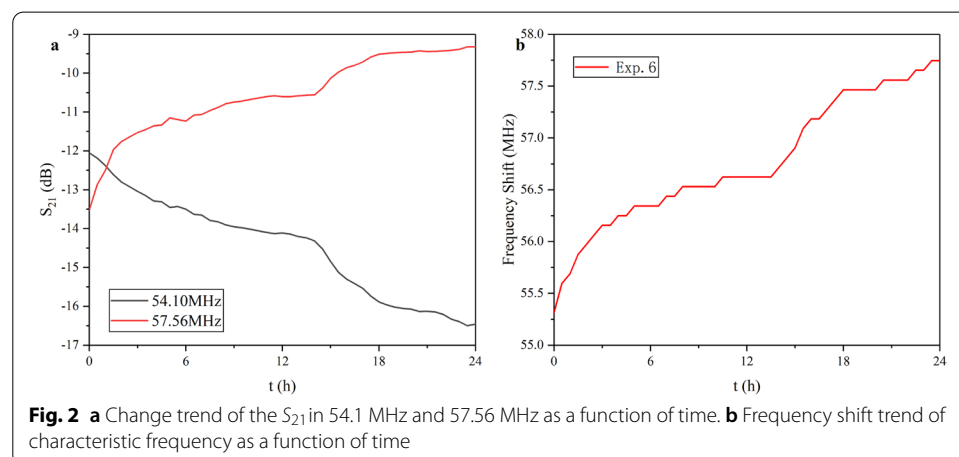 a
-9
-10
-11
-12
-13
-14
-15
-16
-17
S21 (dB)
54.10MHz
57.56MHz
0 6 12 18 24
t (h)
b
58.0
57.5
57.0
56.5
56.0
55.5
55.0
Frequency Shift (MHz)
Exp. 6
0 6 12 18 24
t (h)
Fig. 2 a Change trend of the S21 in 54.1 MHz and 57.56 MHz as a function of time. b Frequency shift trend of
characteristic frequency as a function of time